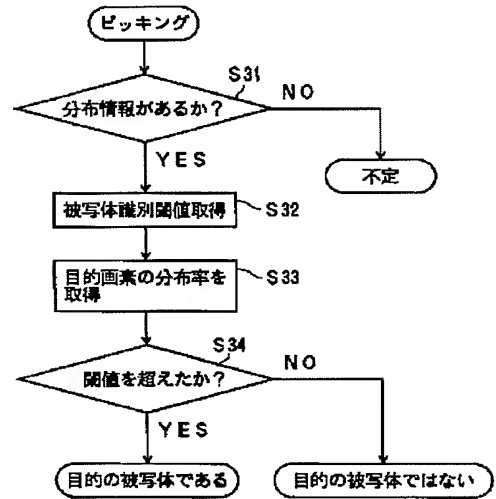 ピッキング
S31
分布情報があるか？
NO
YES
不定
被写体識別閾値取得
S32
目的画素の分布率を
取得
S33
S34
閾値を超えたか？
NO
YES
目的の被写体である
目的の被写体ではない